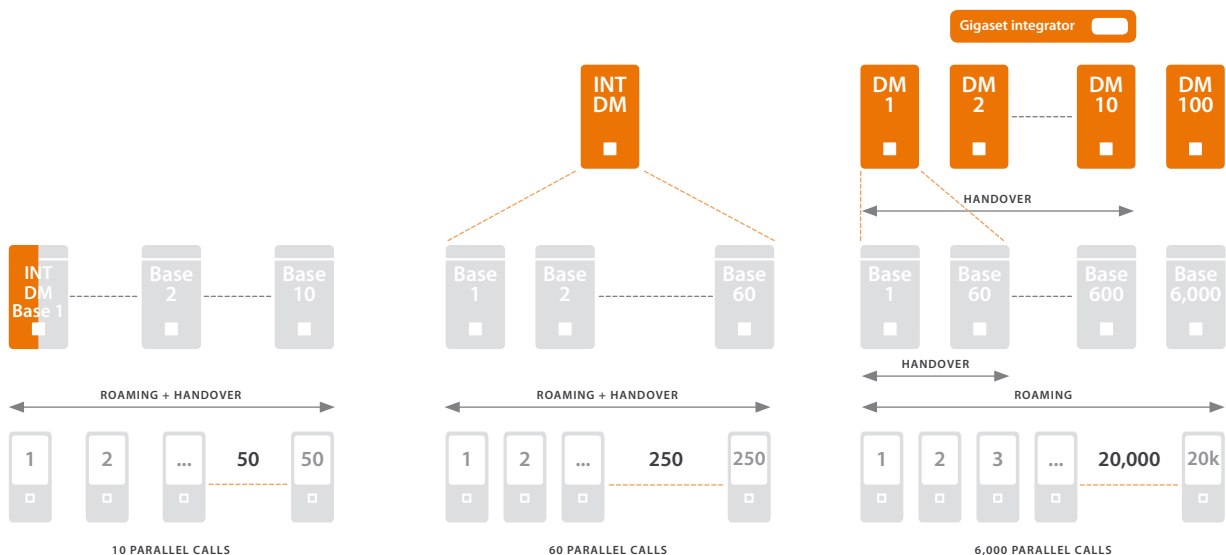 Gigaset integrator
INT
DM
DM
1
DM
2
DM
10
DM
100
HANDOVER
INT
DM
Base 1
Base
2
Base
10
Base
1
Base
2
Base
60
Base
1
Base
60
Base
600
Base
6,000
HANDOVER
ROAMING + HANDOVER
ROAMING + HANDOVER
ROAMING
1
2
...
50
50
1
2
...
250
250
1
2
3
...
20,000
20k
10 PARALLEL CALLS
60 PARALLEL CALLS
6,000 PARALLEL CALLS